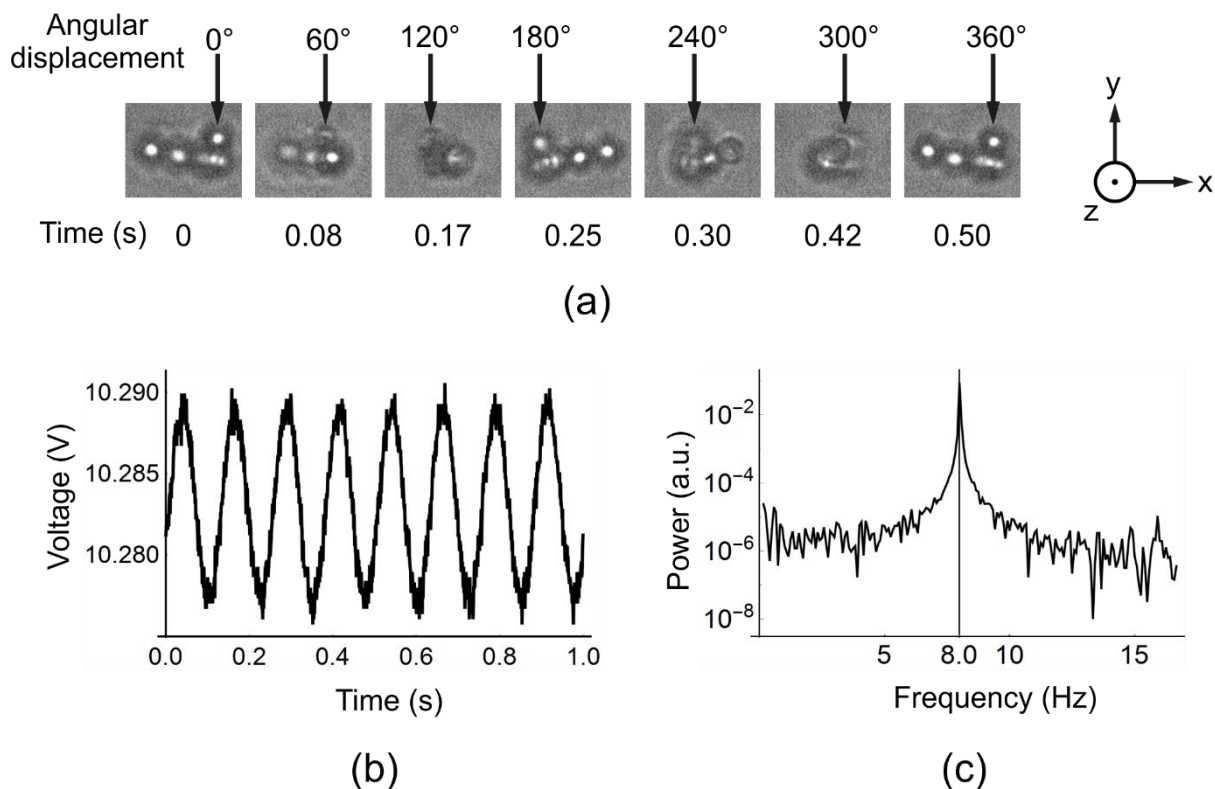 Angular displacement 0° 60° 120° 180° 240° 300° 360°
y
x
z
Time (s) 0 0.08 0.17 0.25 0.30 0.42 0.50
(a)
Voltage (V)
10.290
10.285
10.280
0.0 0.2 0.4 0.6 0.8 1.0
Time (s)
(b)
Power (a.u.)
10⁻²
10⁻⁴
10⁻⁶
10⁻⁸
5 8.0 10 15
Frequency (Hz)
(c)